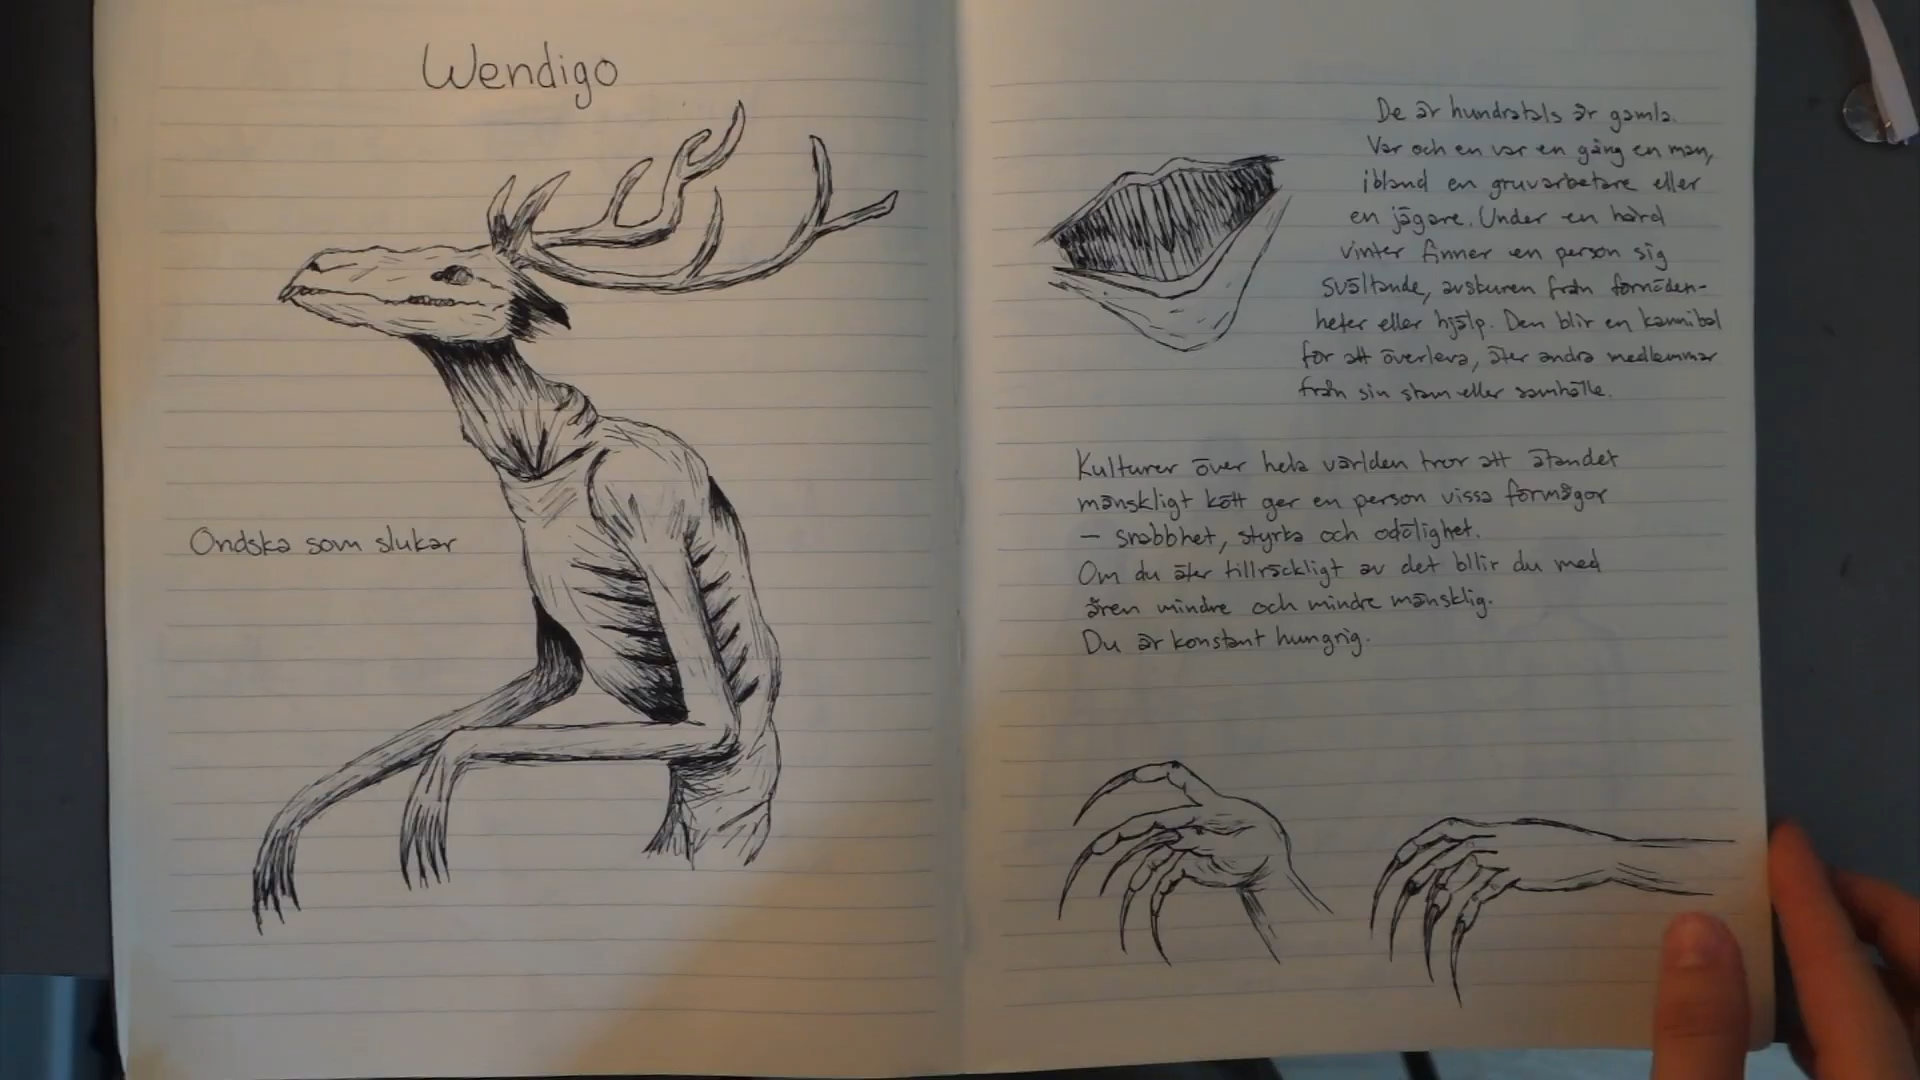 Wendigo
Ondska som slukar
De är hundratals år gamla.
Var och en var en gång en man,
ibland en gruvarbetare eller
en jägare. Under en hård
vinter finner en person sig
svältande, avskuren från förnöden-
heter eller hjälp. Den blir en kannibal
för att överleva, äter andra medlemmar
från sin stam eller samhälle.
Kulturer över hela världen tror att ätandet
mänskligt kött ger en person vissa förmågor
– snabbhet, styrka och odölighet.
Om du äter tillräckligt av det bllir du med
åren mindre och mindre mänsklig.
Du är konstant hungrig.